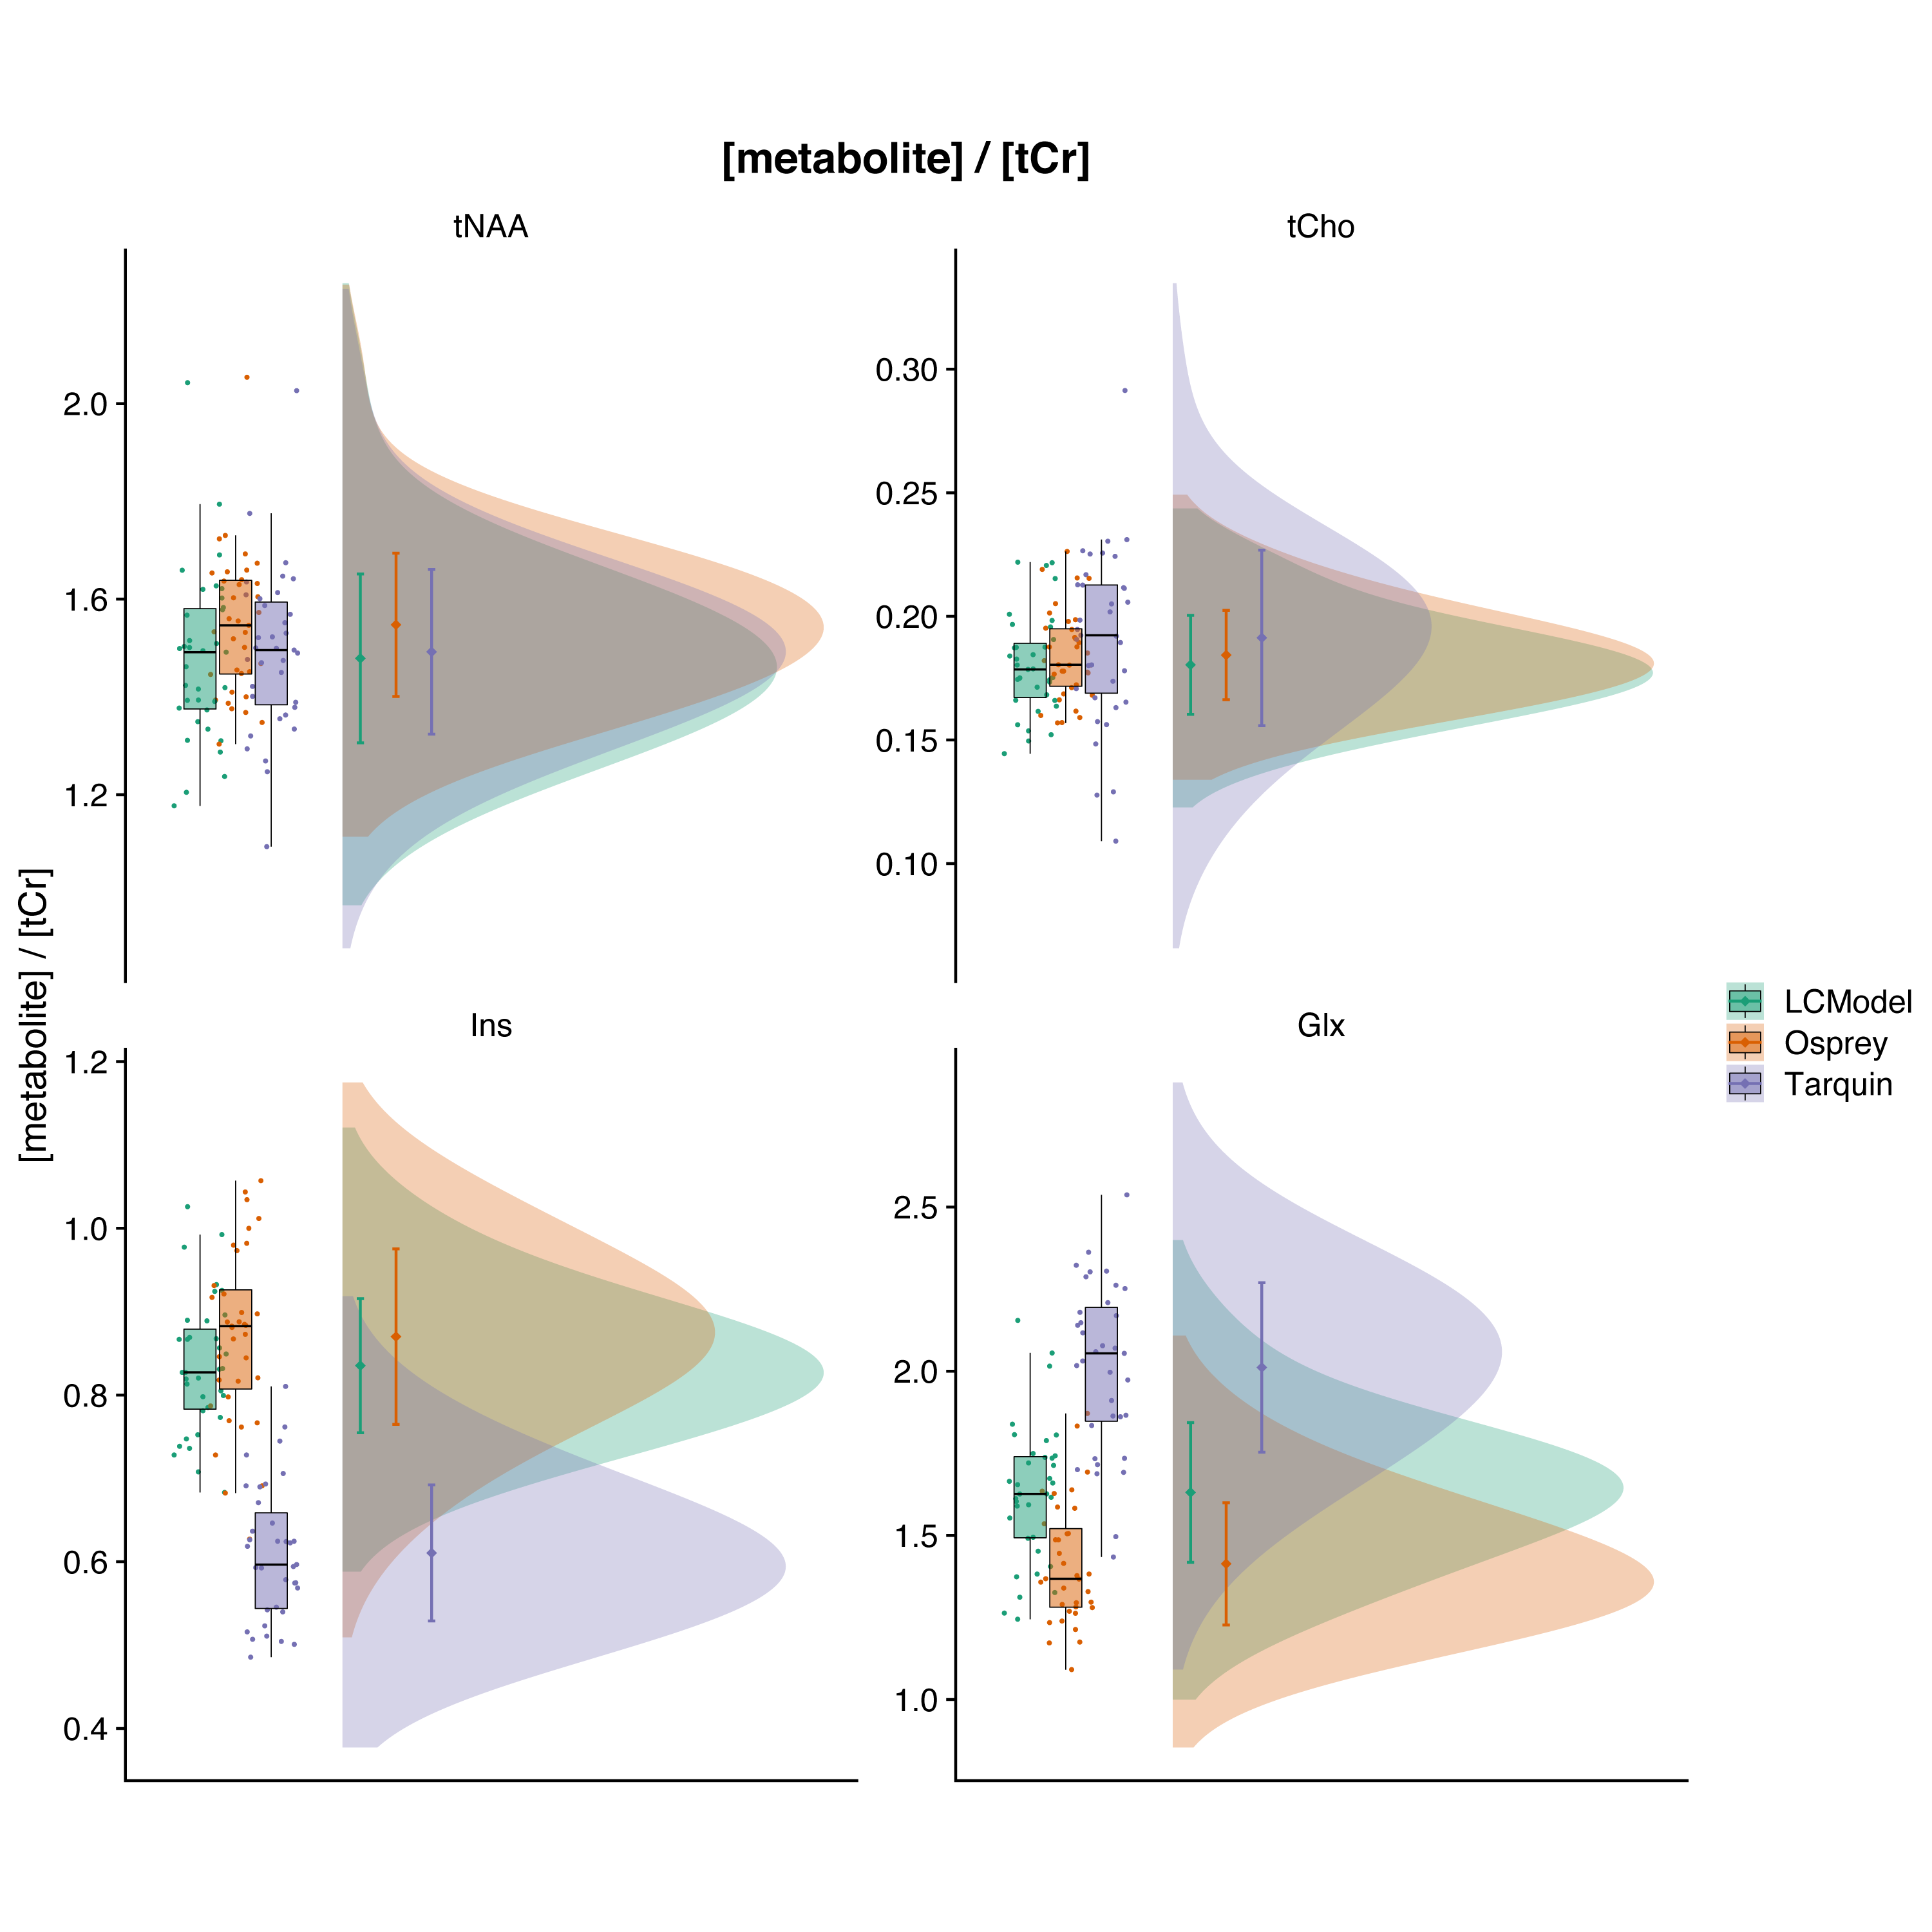 [metabolite] / [tCr]
tNAA
tCho
2.0
1.6
1.2
0.30
0.25
0.20
0.15
0.10
[metabolite] / [tCr]
Ins
Glx
1.2
1.0
0.8
0.6
0.4
2.5
2.0
1.5
1.0
LCModel
Osprey
Tarquin